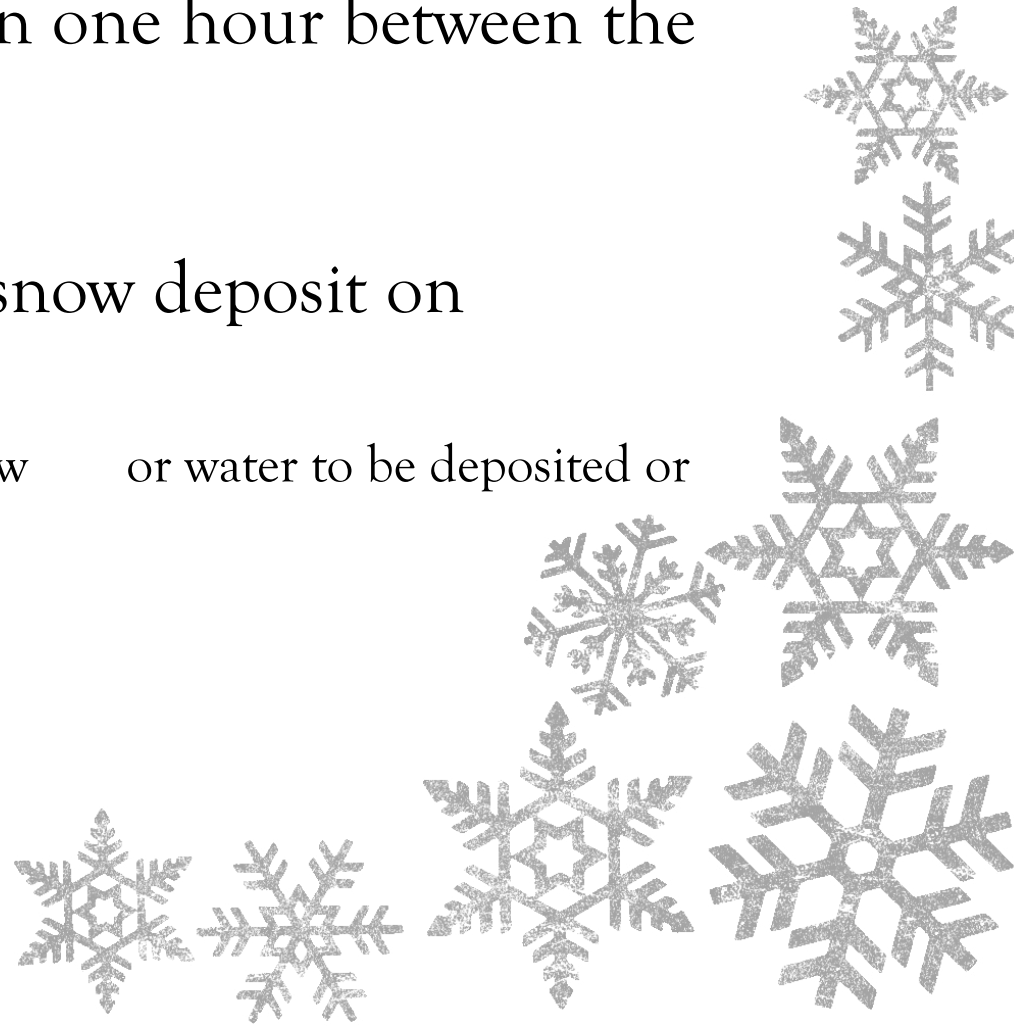 n one hour between the
snow deposit on
w or water to be deposited or